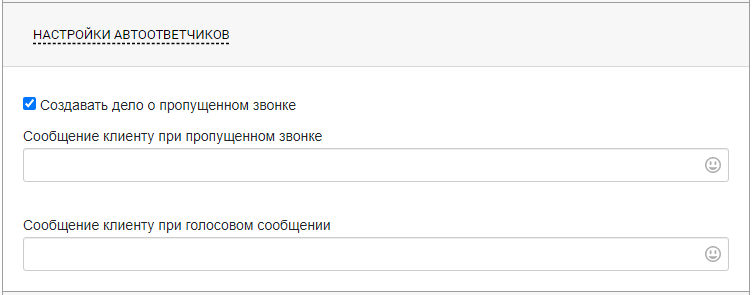 НАСТРОЙКИ АВТООТВЕТЧИКОВ
Создавать дело о пропущенном звонке
Сообщение клиенту при пропущенном звонке
Сообщение клиенту при голосовом сообщении